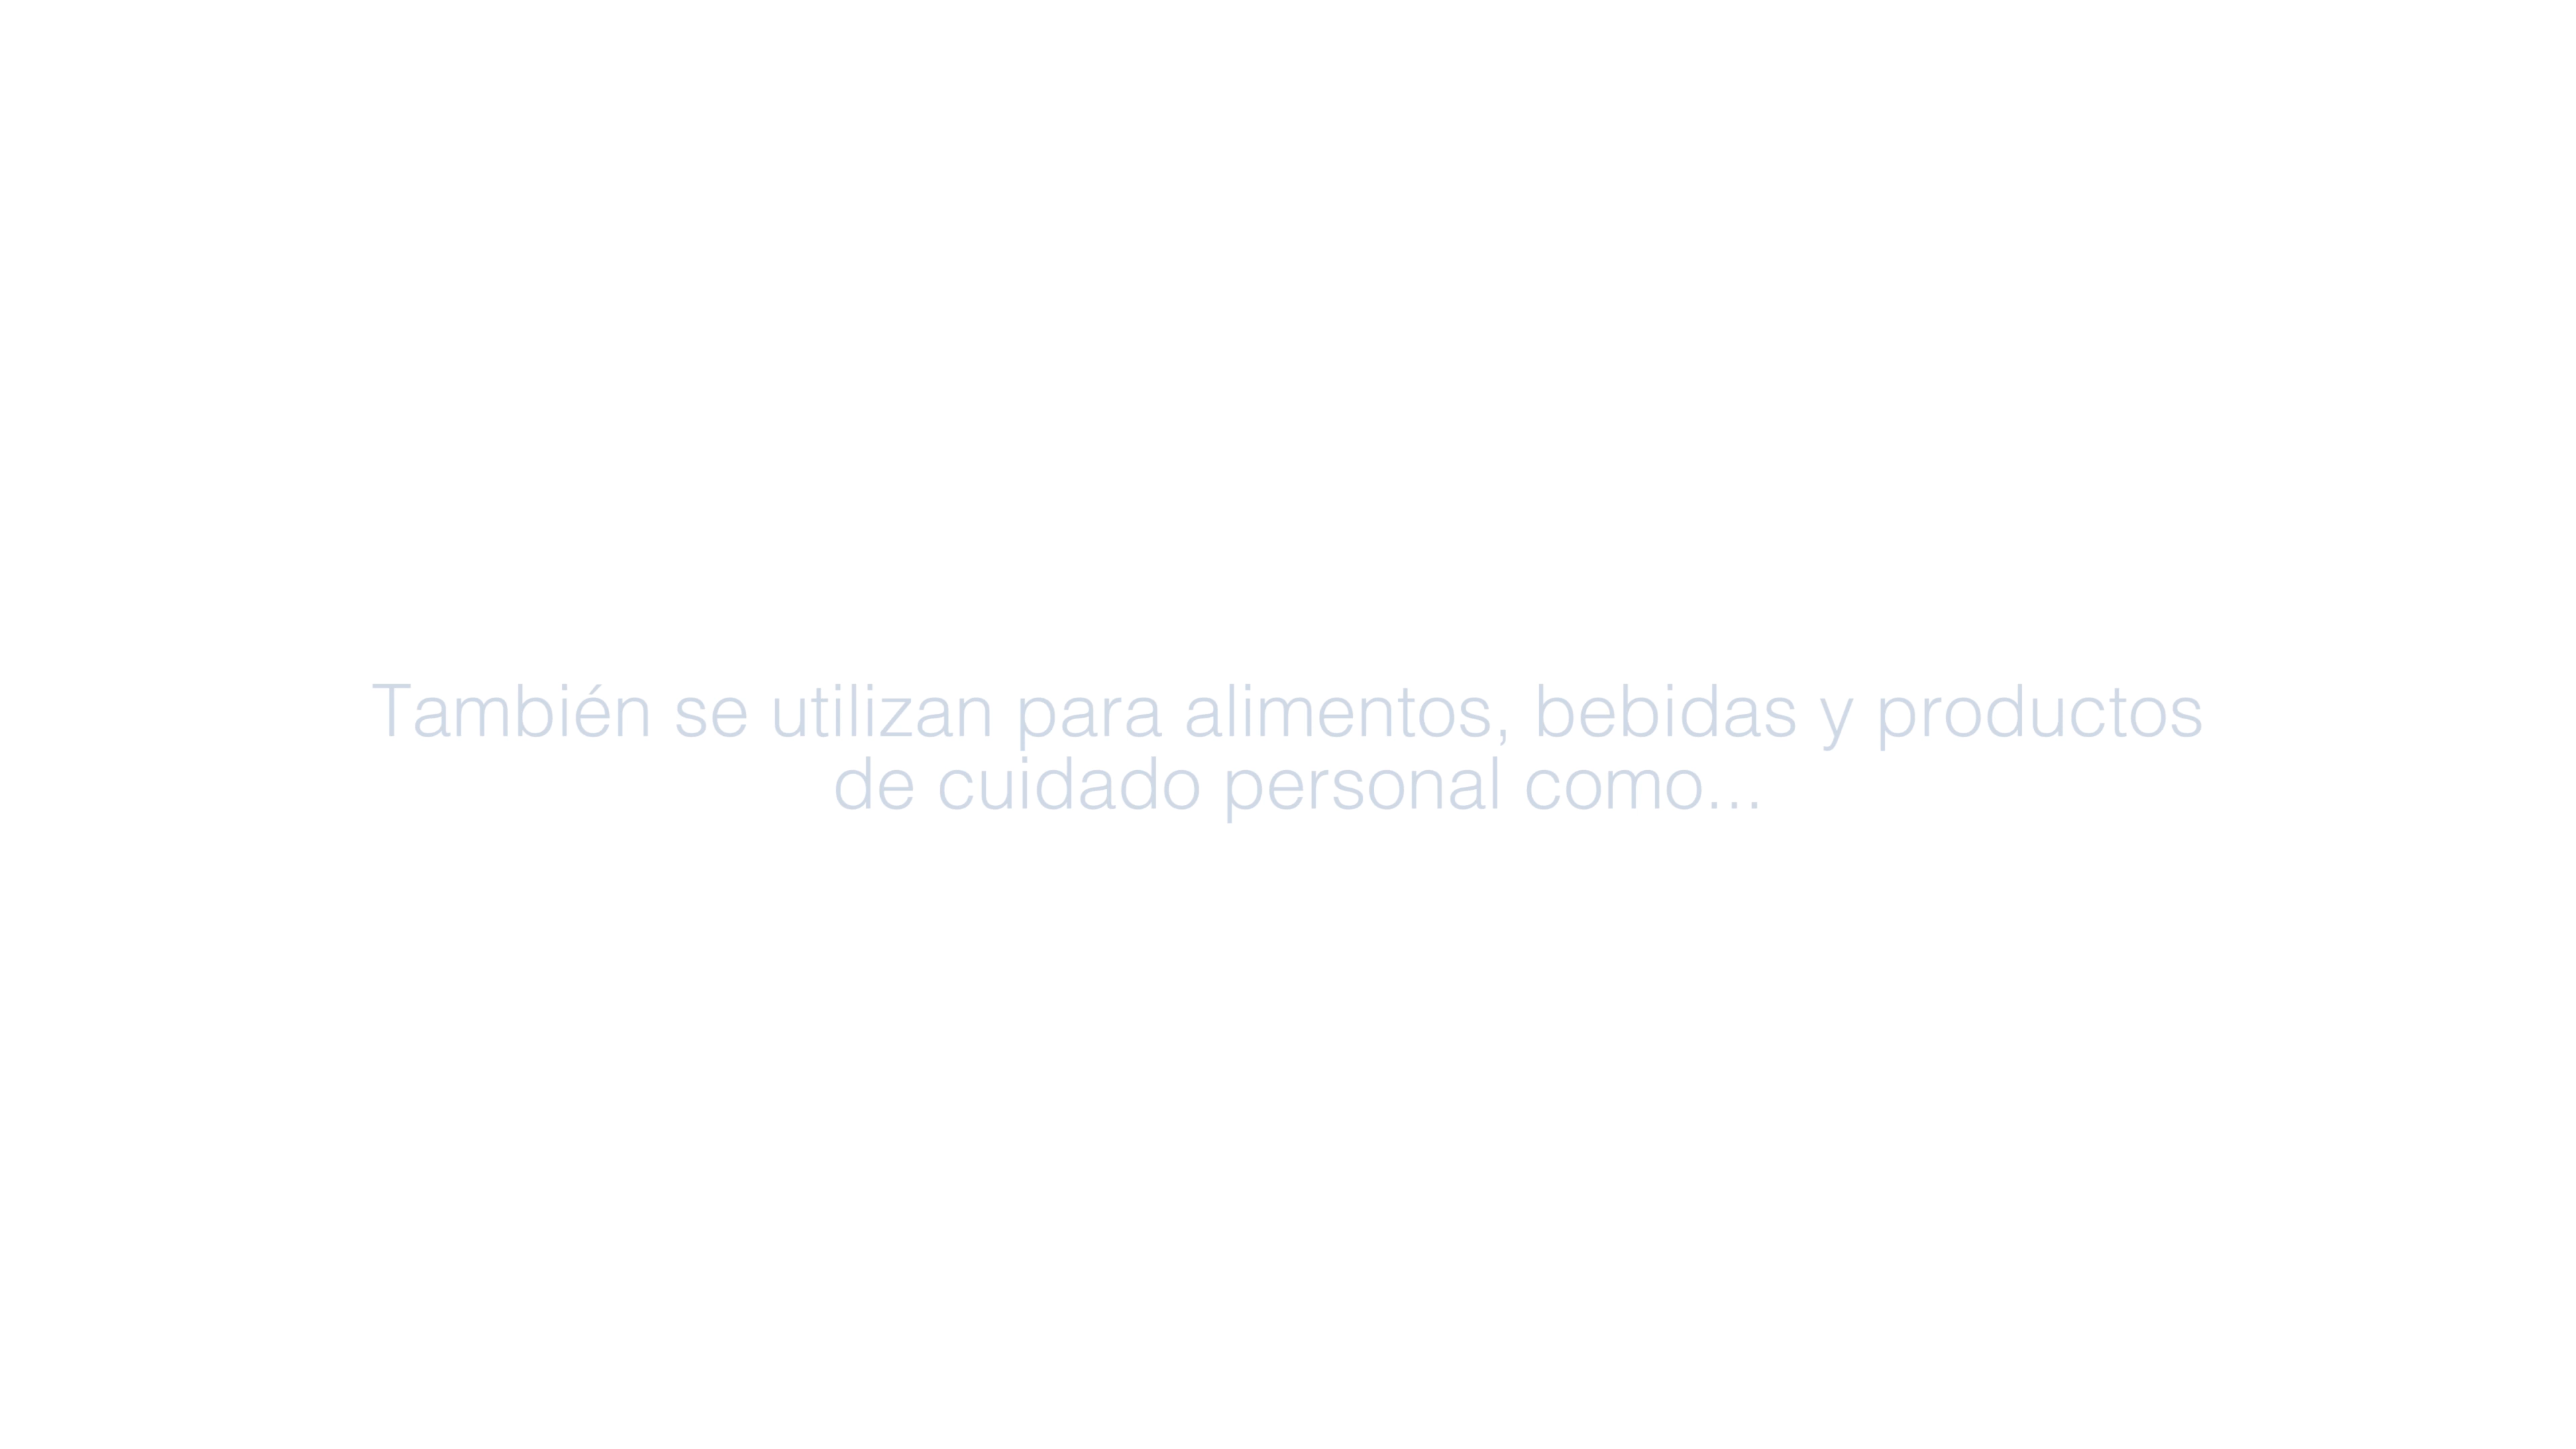 También se utilizan para alimentos, bebidas y productos
de cuidado personal como...